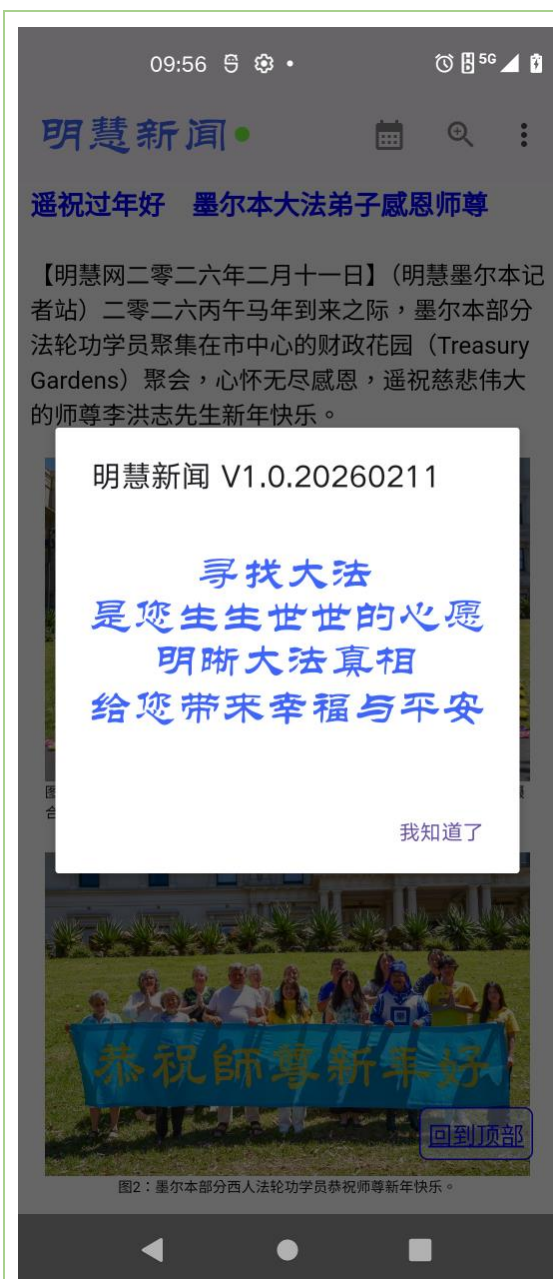 09:56
5G
明慧新闻
遥祝过年好 墨尔本大法弟子感恩师尊
【明慧网二零二六年二月十一日】（明慧墨尔本记
者站）二零二六丙午马年到来之际，墨尔本部分
法轮功学员聚集在市中心的财政花园（Treasury
Gardens）聚会，心怀无尽感恩，遥祝慈悲伟大
的师尊李洪志先生新年快乐。
明慧新闻 V1.0.20260211
寻找大法
是您生生世世的心愿
明晰大法真相
给您带来幸福与平安
我知道了
恭祝師尊新年好
回到顶部
图2：墨尔本部分西人法轮功学员恭祝师尊新年快乐。